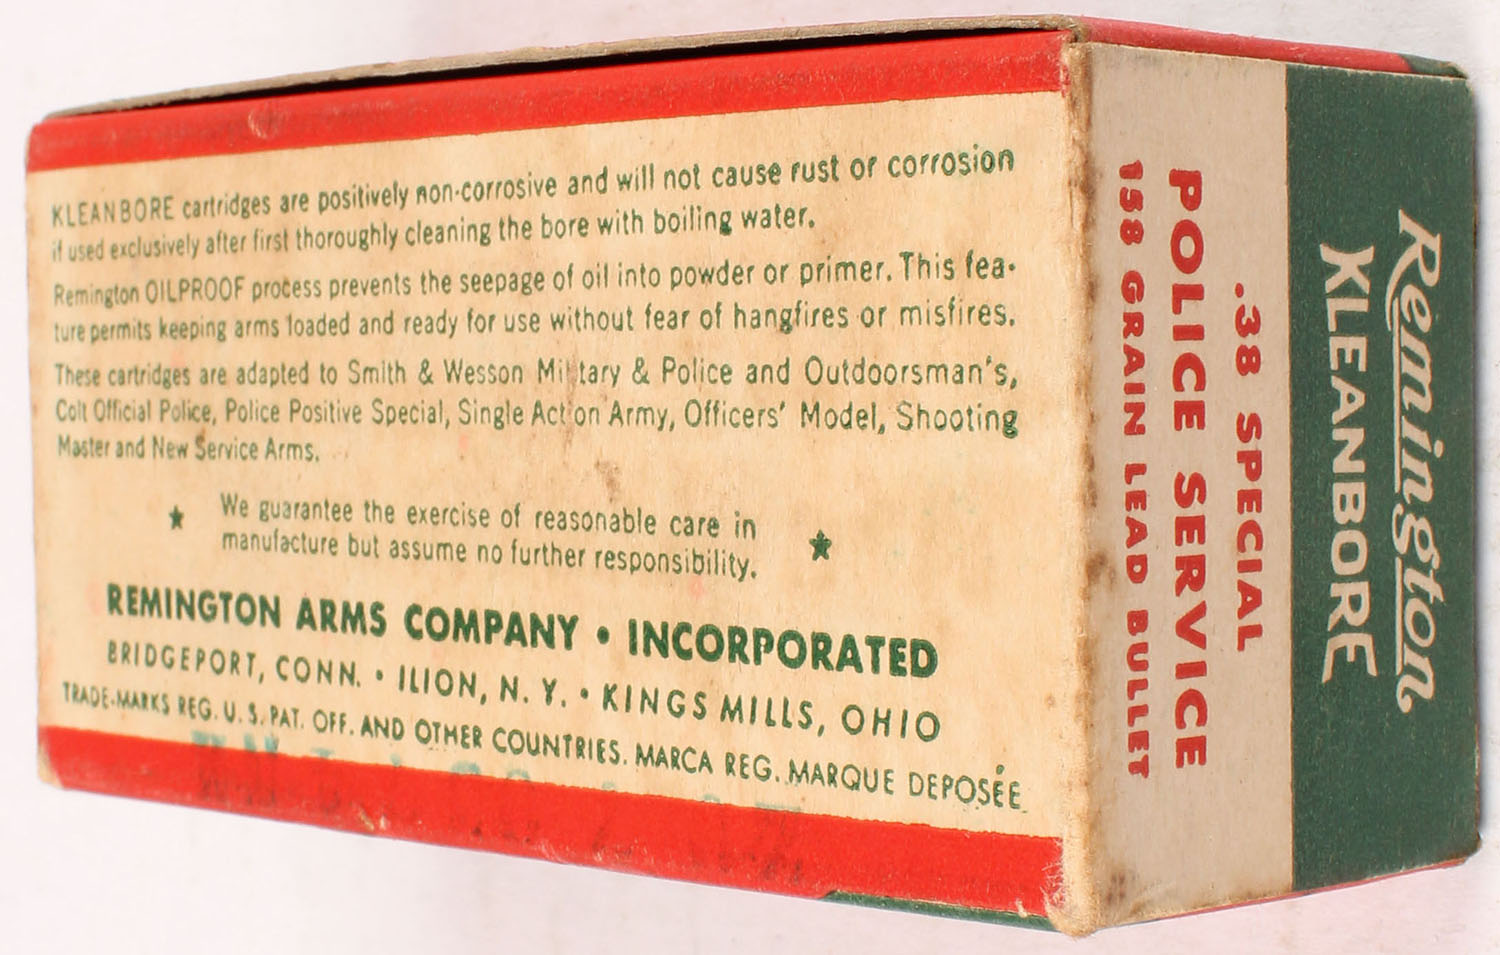 KLEANBORE cartridges are positively non-corrosive and will not cause rust or corrosion
if used exclusively after first thoroughly cleaning the bore with boiling water.
Remington OILPROOF process prevents the seepage of oil into powder or primer. This fea-
ture permits keeping arms loaded and ready for use without fear of hangfires or misfires.
These cartridges are adapted to Smith & Wesson Military & Police and Outdoorsman's,
Colt Official Police, Police Positive Special, Single Action Army, Officers' Model, Shooting
Master and New Service Arms.
We guarantee the exercise of reasonable care in
manufacture but assume no further responsibility.
REMINGTON ARMS COMPANY • INCORPORATED
BRIDGEPORT, CONN. • ILION, N. Y. • KINGS MILLS, OHIO
TRADE-MARKS REG. U. S. PAT. OFF. AND OTHER COUNTRIES. MARCA REG. MARQUE DEPOSÉE
Remington
KLEANBORE
.38 SPECIAL
POLICE SERVICE
158 GRAIN LEAD BULLET